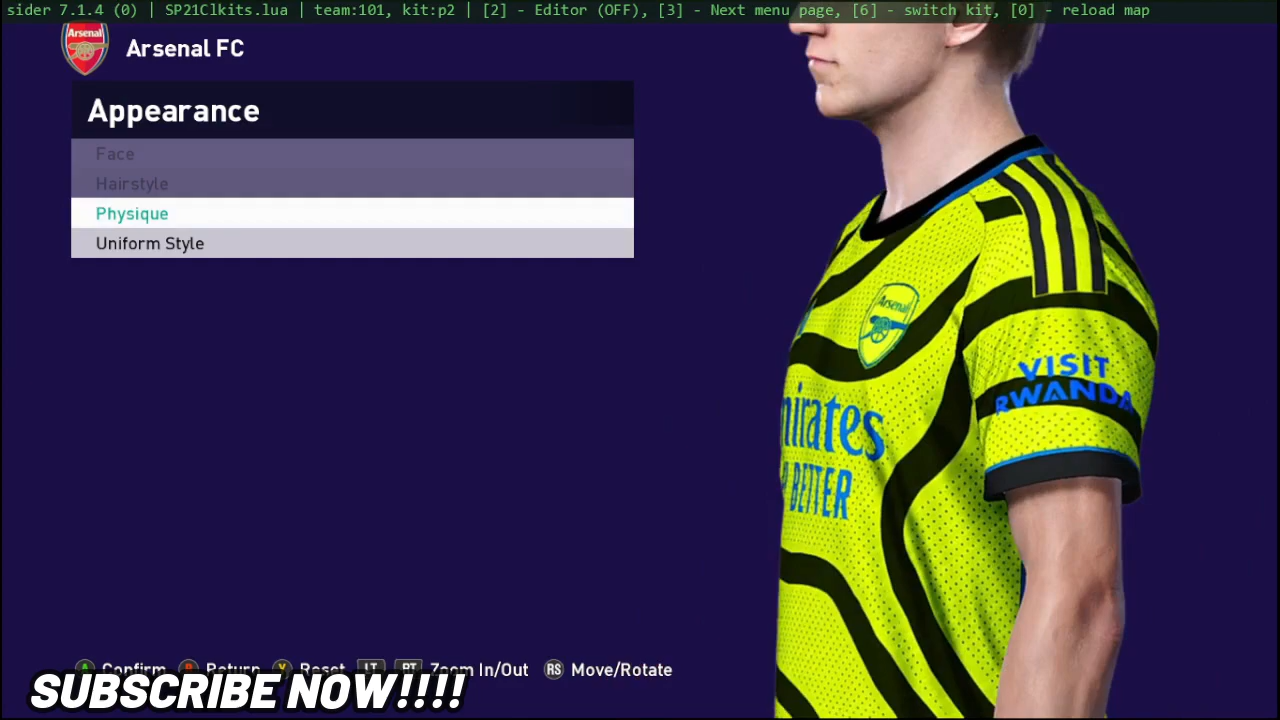 sider 7.1.4 (0) | SP21Clkits.lua | team:101, kit:p2 | [2] - Editor (OFF), [3] - Next menu page, [6] - switch kit, [0] - reload map
Arsenal
Arsenal FC
Appearance
Face
Hairstyle
Physique
Uniform Style
Arsenal
VISIT
RWANDA
mirates
BETTER
A Confirm B Return Y Reset LT RT Zoom In/Out RS Move/Rotate
SUBSCRIBE NOW!!!!